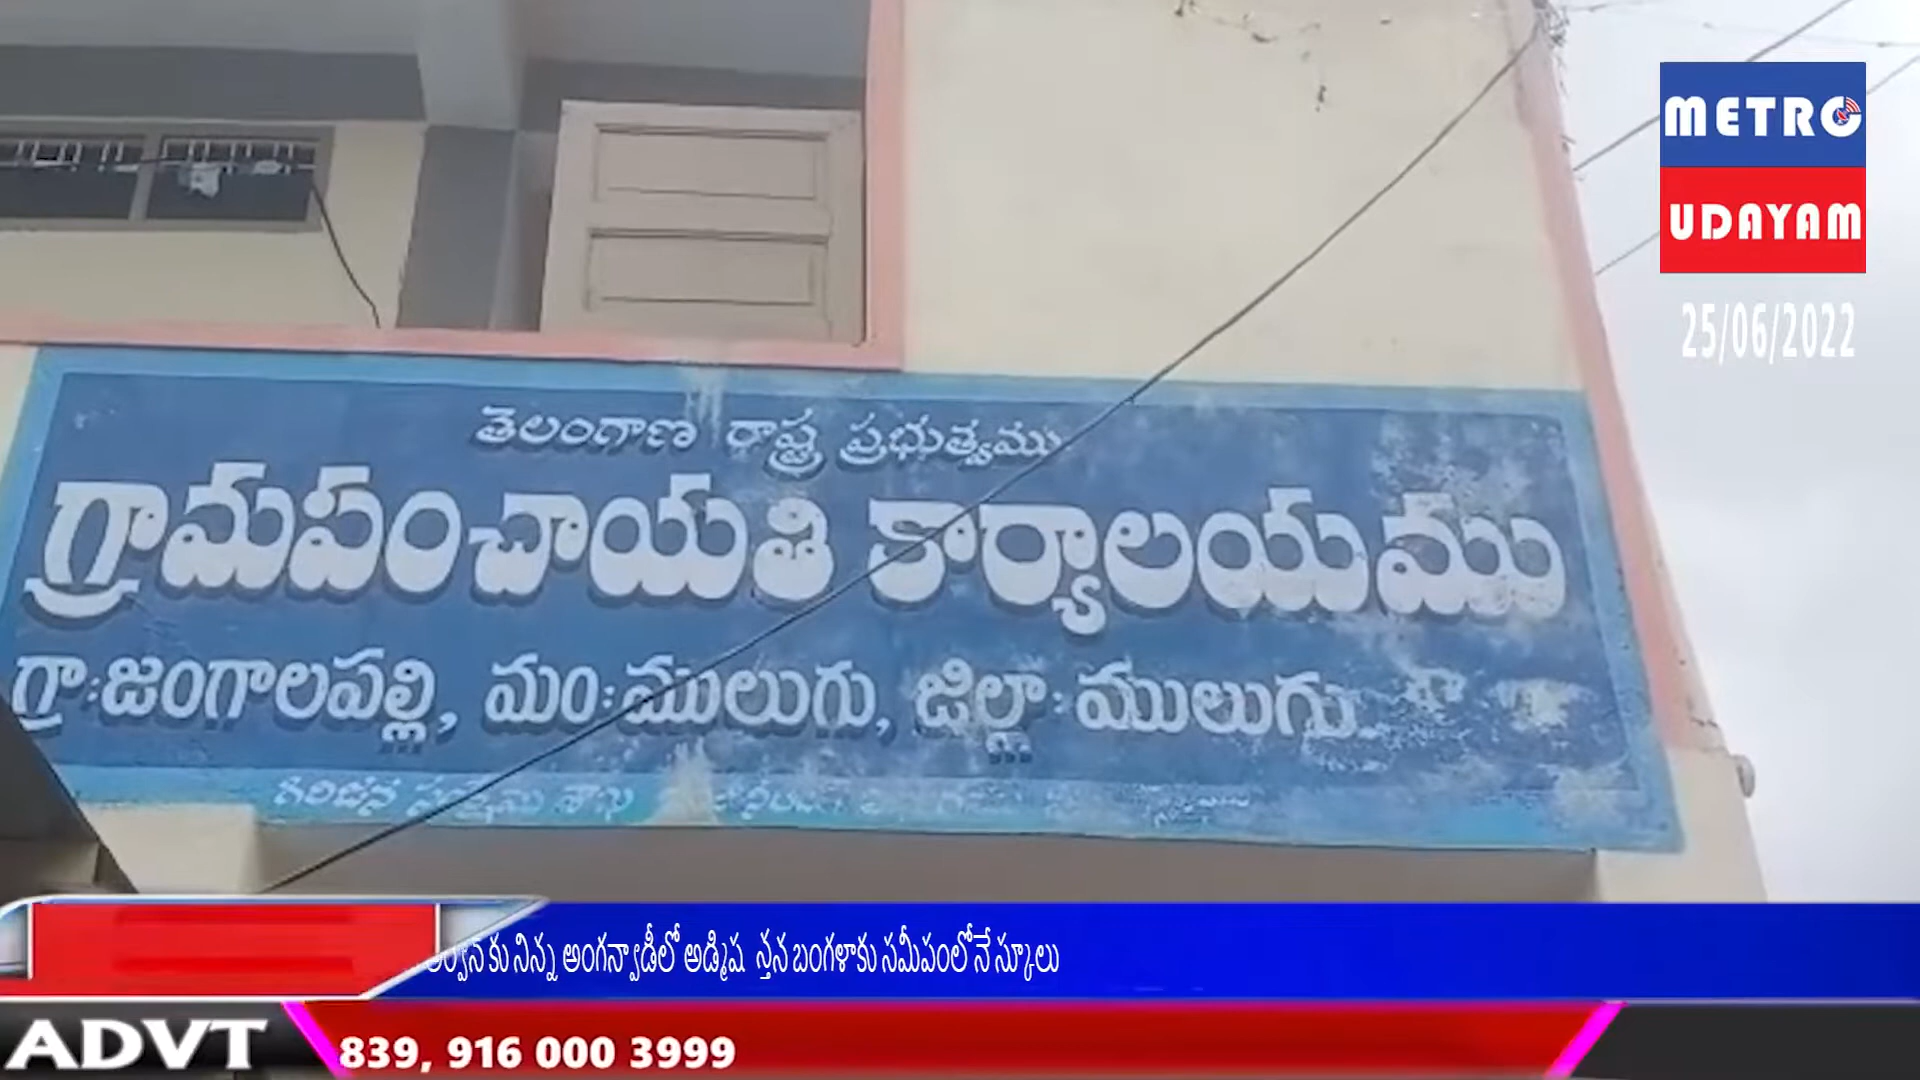 METRO
UDAYAM
25/06/2022
తెలంగాణ రాష్ట్ర ప్రభుత్వము
గ్రామపంచాయతి కార్యాలయము
గ్రా:జంగాలపల్లి, మం:ములుగు, జిల్లా:ములుగు.
గిరిజన సంక్షేమ శాఖ
కు నిన్న అంగన్వాడీలో అడ్మిష న్తన బంగళాకు సమీపంలోనే స్కూలు
ADVT
839, 916 000 3999